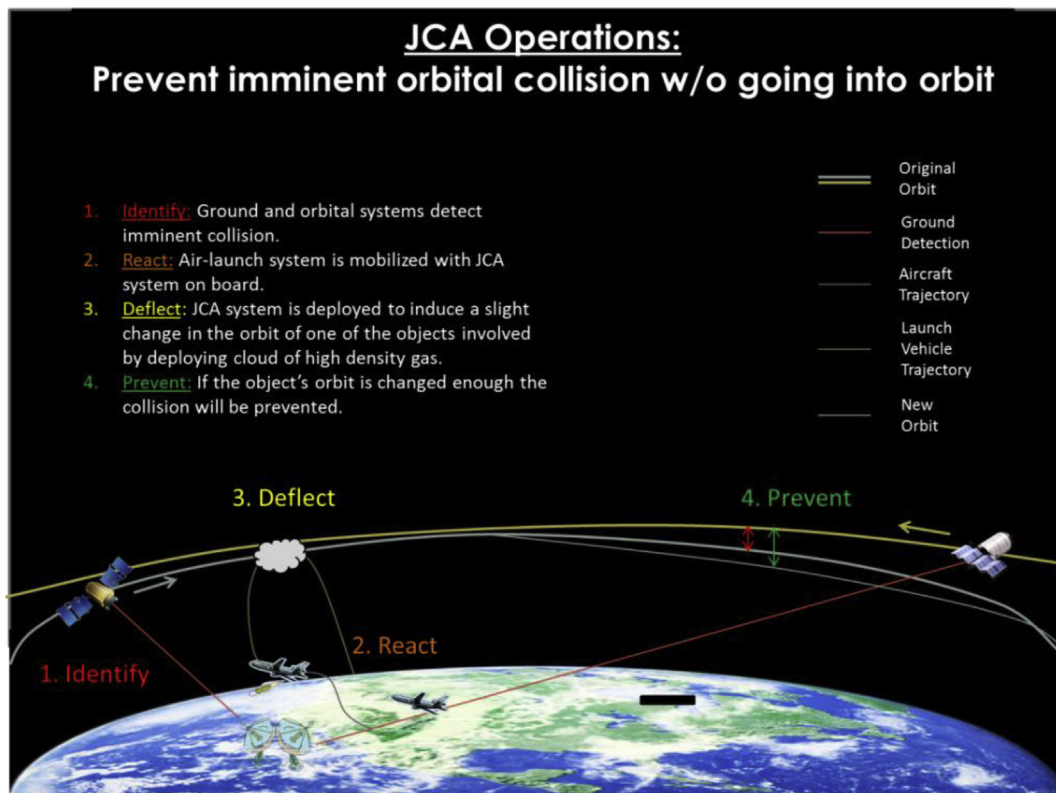 JCA Operations:
Prevent imminent orbital collision w/o going into orbit
1. Identify: Ground and orbital systems detect
imminent collision.
2. React: Air-launch system is mobilized with JCA
system on board.
3. Deflect: JCA system is deployed to induce a slight
change in the orbit of one of the objects involved
by deploying cloud of high density gas.
4. Prevent: If the object's orbit is changed enough the
collision will be prevented.
Original
Orbit
Ground
Detection
Aircraft
Trajectory
Launch
Vehicle
Trajectory
New
Orbit
3. Deflect
4. Prevent
2. React
1. Identify